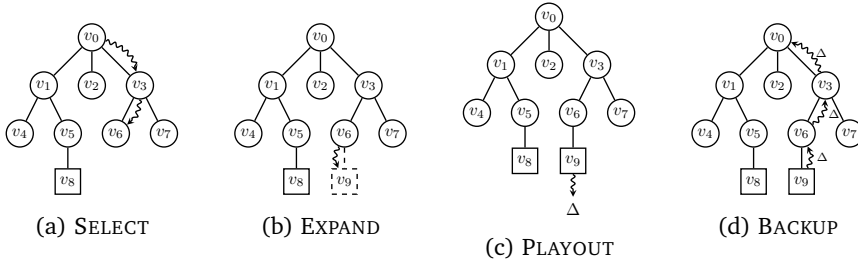 v0
v1 v2 v3
v4 v5 v6 v7
v8
(a) SELECT
v0
v1 v2 v3
v4 v5 v6 v7
v8 v9
(b) EXPAND
v0
v1 v2 v3
v4 v5 v6 v7
v8 v9
Δ
(c) PLAYOUT
v0
Δ
v1 v2 v3
Δ
v4 v5 v6 v7
Δ
v8 v9
(d) BACKUP